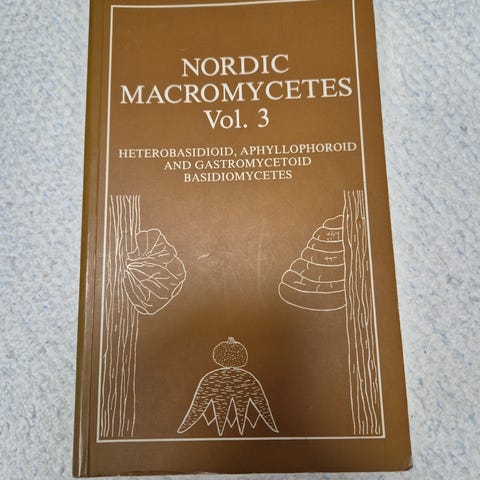 NORDIC
MACROMYCETES
Vol. 3
HETEROBASIDIOID, APHYLLOPHOROID
AND GASTROMYCETOID
BASIDIOMYCETES